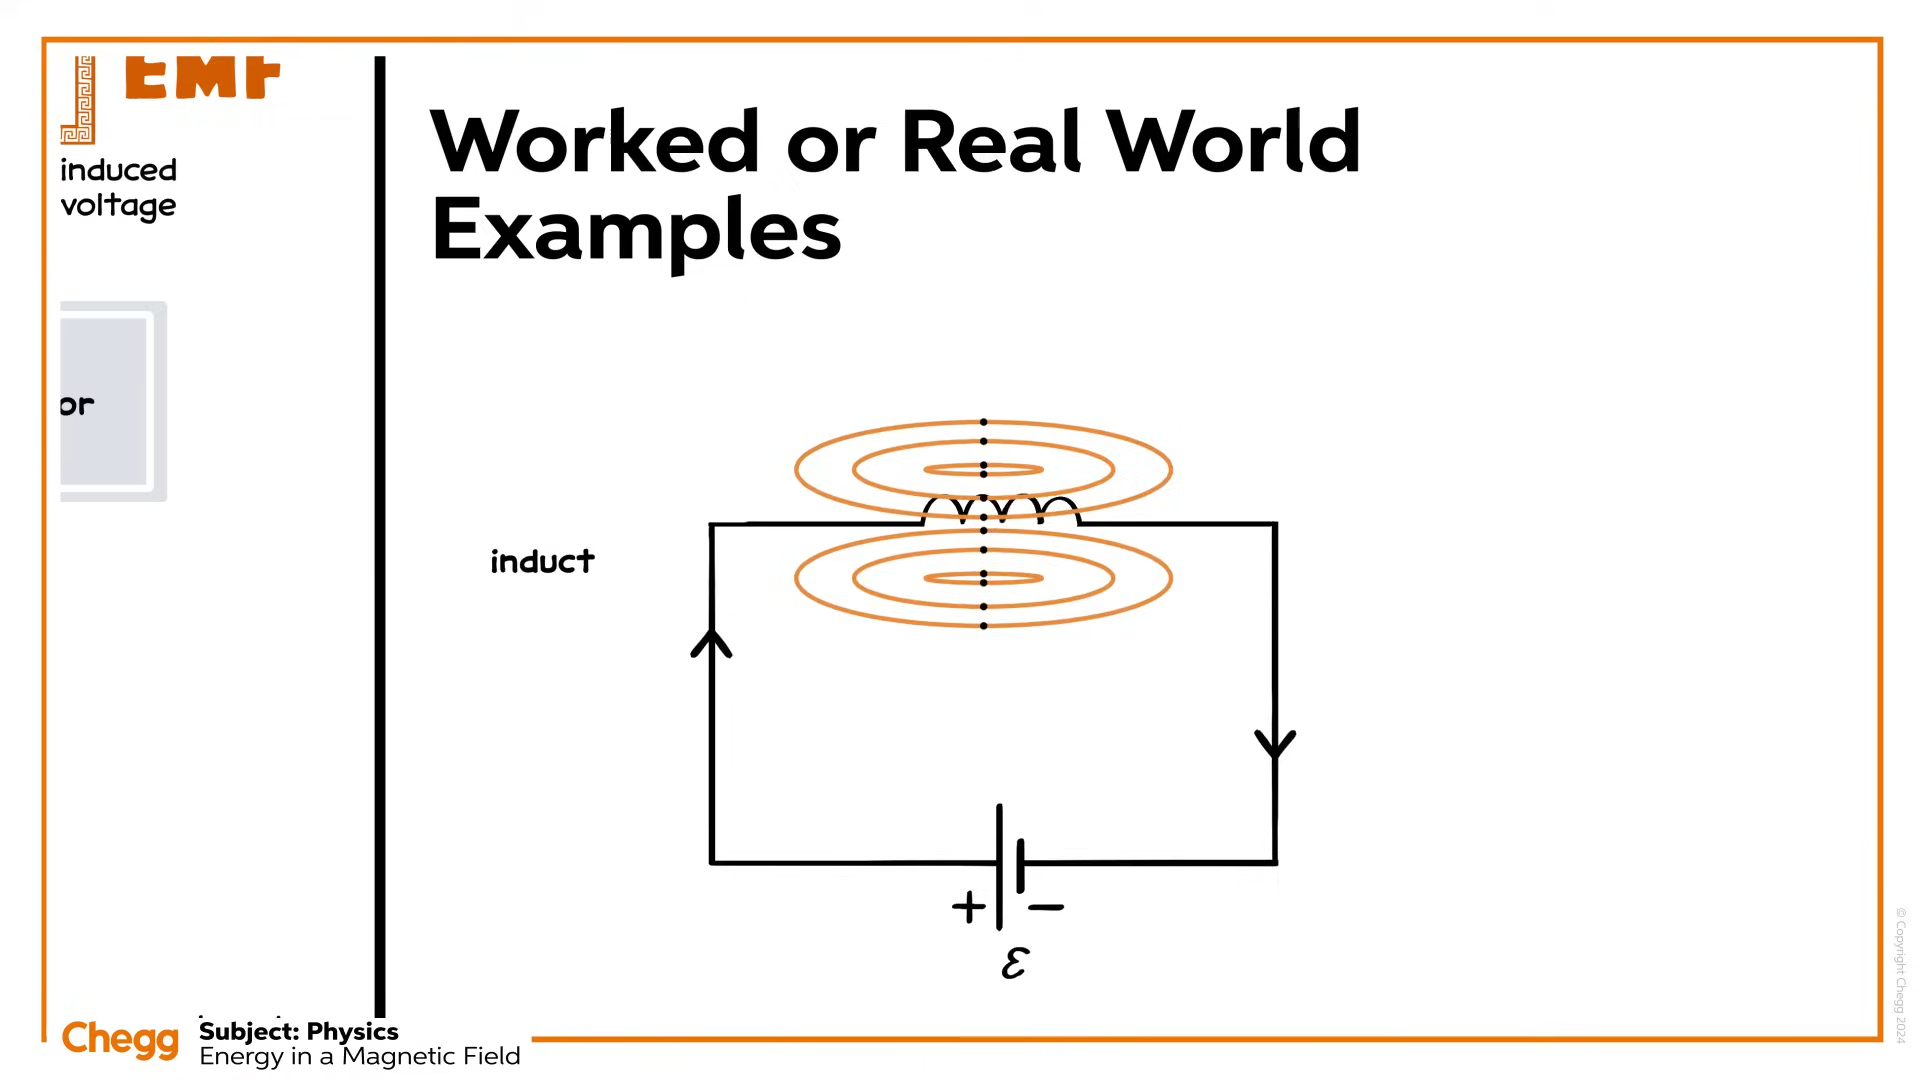 EMF
induced
voltage
or
Worked or Real World
Examples
induct
+ −
ε
Chegg
Subject: Physics
Energy in a Magnetic Field
© Copyright Chegg 2024